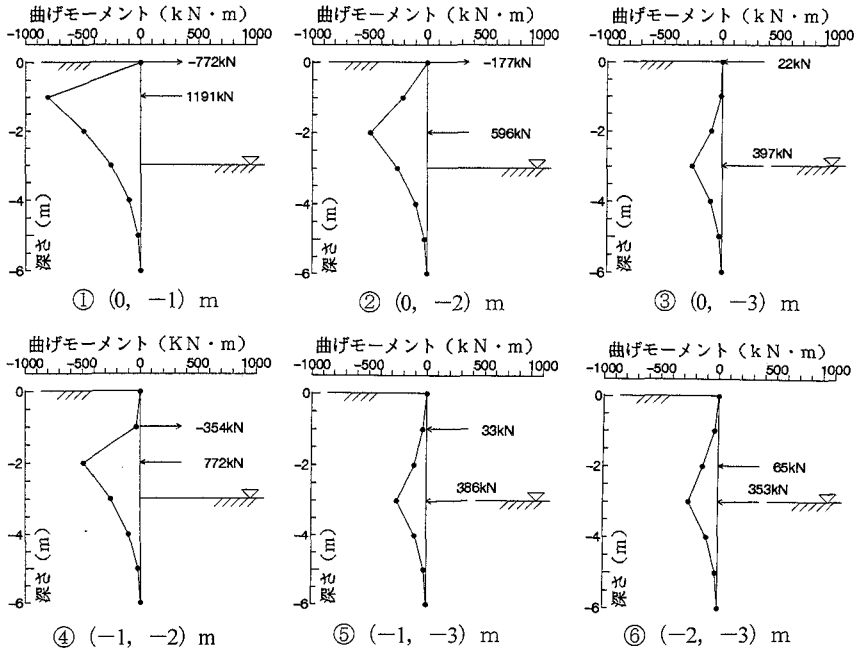 曲げモーメント (kN・m)
-1000 -500 0 500 1000
0
-2
-4
-6
深さ (m)
-772kN
1191kN
① (0, -1) m
曲げモーメント (kN・m)
-1000 -500 0 500 1000
0
-2
-4
-6
深さ (m)
-177kN
596kN
② (0, -2) m
曲げモーメント (kN・m)
-1000 -500 0 500 1000
0
-2
-4
-6
深さ (m)
22kN
397kN
③ (0, -3) m
曲げモーメント (KN・m)
-1000 -500 0 500 1000
0
-2
-4
-6
深さ (m)
-354kN
772kN
④ (-1, -2) m
曲げモーメント (kN・m)
-1000 -500 0 500 1000
0
-2
-4
-6
深さ (m)
33kN
386kN
⑤ (-1, -3) m
曲げモーメント (kN・m)
-1000 -500 0 500 1000
0
-2
-4
-6
深さ (m)
65kN
353kN
⑥ (-2, -3) m